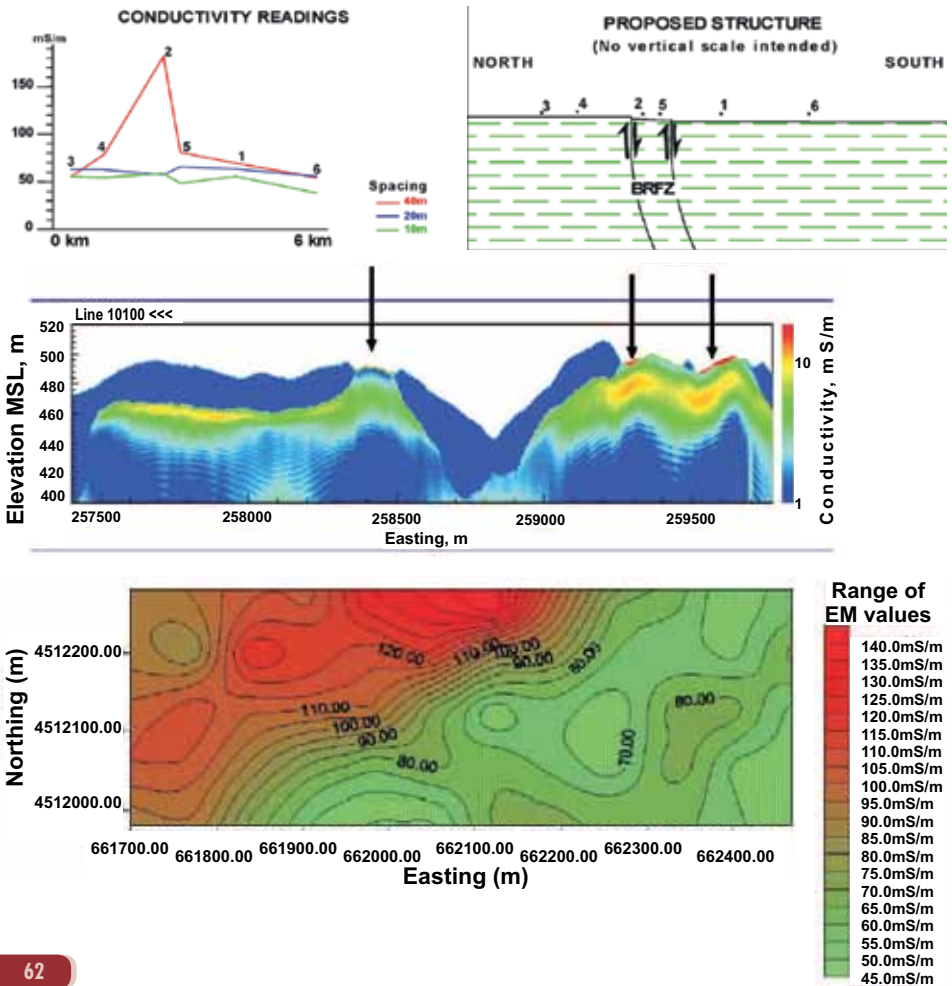 CONDUCTIVITY READINGS
mS/m
150
100
50
0
2
3
4
5
1
6
0 km
6 km
Spacing
40m
20m
10m
PROPOSED STRUCTURE
(No vertical scale intended)
NORTH
SOUTH
3
4
2
5
1
6
BRFZ
Line 10100 <<<
Elevation MSL, m
520
500
480
460
440
420
400
257500
258000
258500
259000
259500
Easting, m
10
1
Conductivity, mS/m
Northing (m)
4512200.00
4512100.00
4512000.00
120.00
110.00
100.00
90.00
80.00
110.00
100.00
90.00
80.00
70.00
80.00
661700.00
661800.00
661900.00
662000.00
662100.00
662200.00
662300.00
662400.00
Easting (m)
Range of
EM values
140.0mS/m
135.0mS/m
130.0mS/m
125.0mS/m
120.0mS/m
115.0mS/m
110.0mS/m
105.0mS/m
100.0mS/m
95.0mS/m
90.0mS/m
85.0mS/m
80.0mS/m
75.0mS/m
70.0mS/m
65.0mS/m
60.0mS/m
55.0mS/m
50.0mS/m
45.0mS/m
62